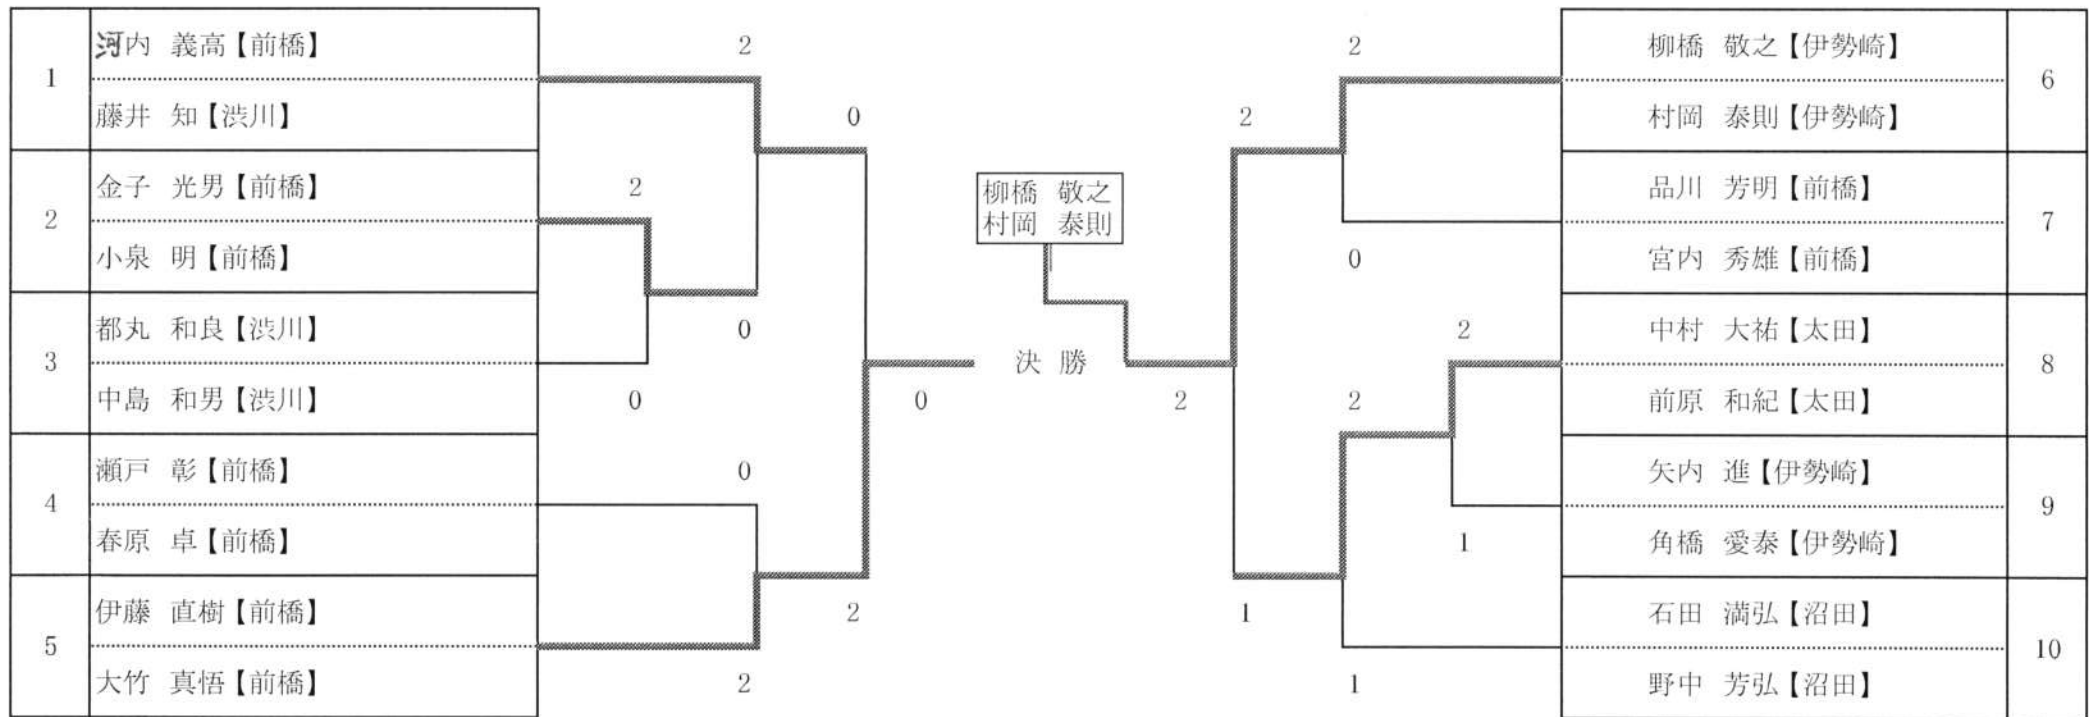 1
河内 義高【前橋】
藤井 知【渋川】
2
金子 光男【前橋】
小泉 明【前橋】
3
都丸 和良【渋川】
中島 和男【渋川】
4
瀬戸 彰【前橋】
春原 卓【前橋】
5
伊藤 直樹【前橋】
大竹 真悟【前橋】
2
0
2
0
0
0
0
2
2
柳橋 敬之
村岡 泰則
決勝
2
2
2
0
2
2
1
1
1
柳橋 敬之【伊勢崎】
村岡 泰則【伊勢崎】
6
品川 芳明【前橋】
宮内 秀雄【前橋】
7
中村 大祐【太田】
前原 和紀【太田】
8
矢内 進【伊勢崎】
角橋 愛泰【伊勢崎】
9
石田 満弘【沼田】
野中 芳弘【沼田】
10